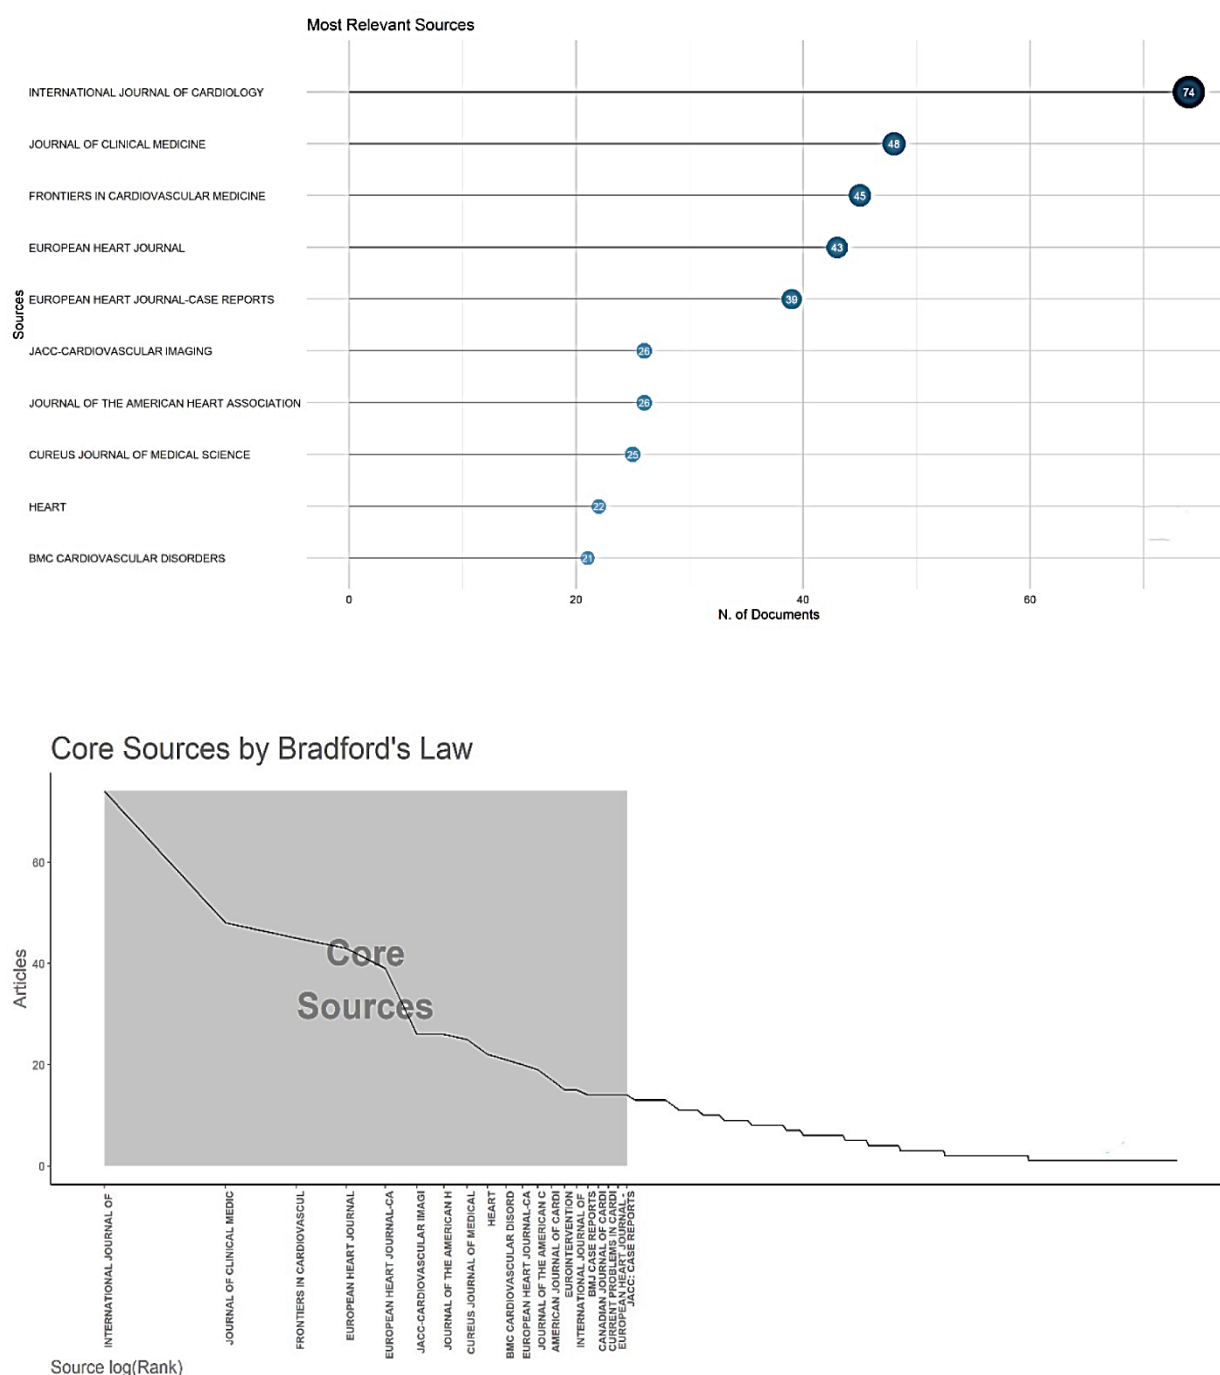 Most Relevant Sources
INTERNATIONAL JOURNAL OF CARDIOLOGY
74
JOURNAL OF CLINICAL MEDICINE
48
FRONTIERS IN CARDIOVASCULAR MEDICINE
45
EUROPEAN HEART JOURNAL
43
EUROPEAN HEART JOURNAL-CASE REPORTS
39
Sources
JACC-CARDIOVASCULAR IMAGING
26
JOURNAL OF THE AMERICAN HEART ASSOCIATION
26
CUREUS JOURNAL OF MEDICAL SCIENCE
25
HEART
22
BMC CARDIOVASCULAR DISORDERS
21
0 20 40 60
N. of Documents
Core Sources by Bradford's Law
60
40
20
0
Articles
Core
Sources
INTERNATIONAL JOURNAL OF
JOURNAL OF CLINICAL MEDIC
FRONTIERS IN CARDIOVASCUL
EUROPEAN HEART JOURNAL
EUROPEAN HEART JOURNAL-CA
JACC-CARDIOVASCULAR IMAGI
JOURNAL OF THE AMERICAN H
CUREUS JOURNAL OF MEDICAL
HEART
BMC CARDIOVASCULAR DISORD
EUROPEAN HEART JOURNAL-CA
JOURNAL OF THE AMERICAN C
AMERICAN JOURNAL OF CARDI
EUROINTERVENTION
INTERNATIONAL JOURNAL OF
BMJ CASE REPORTS
CANADIAN JOURNAL OF CARDI
CURRENT PROBLEMS IN CARDI
EUROPEAN HEART JOURNAL -
JACC: CASE REPORTS
Source log(Rank)